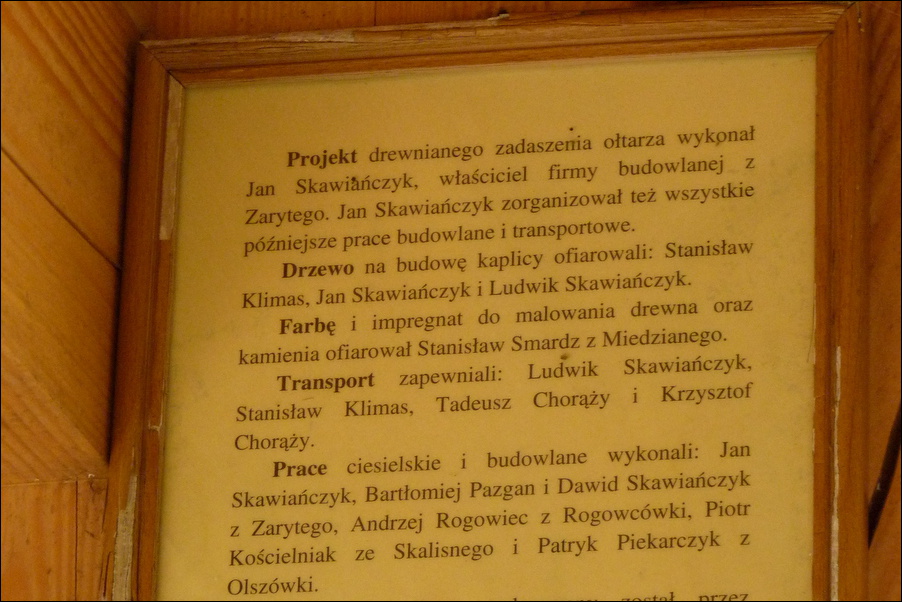 Projekt drewnianego zadaszenia ołtarza wykonał
Jan Skawiańczyk, właściciel firmy budowlanej z
Zarytego. Jan Skawiańczyk zorganizował też wszystkie
późniejsze prace budowlane i transportowe.
Drzewo na budowę kaplicy ofiarowali: Stanisław
Klimas, Jan Skawiańczyk i Ludwik Skawiańczyk.
Farbę i impregnat do malowania drewna oraz
kamienia ofiarował Stanisław Smardz z Miedzianego.
Transport zapewniali: Ludwik Skawiańczyk,
Stanisław Klimas, Tadeusz Chorąży i Krzysztof
Chorąży.
Prace ciesielskie i budowlane wykonali: Jan
Skawiańczyk, Bartłomiej Pazgan i Dawid Skawiańczyk
z Zarytego, Andrzej Rogowiec z Rogowcówki, Piotr
Kościelniak ze Skalisnego i Patryk Piekarczyk z
Olszówki.
został przez